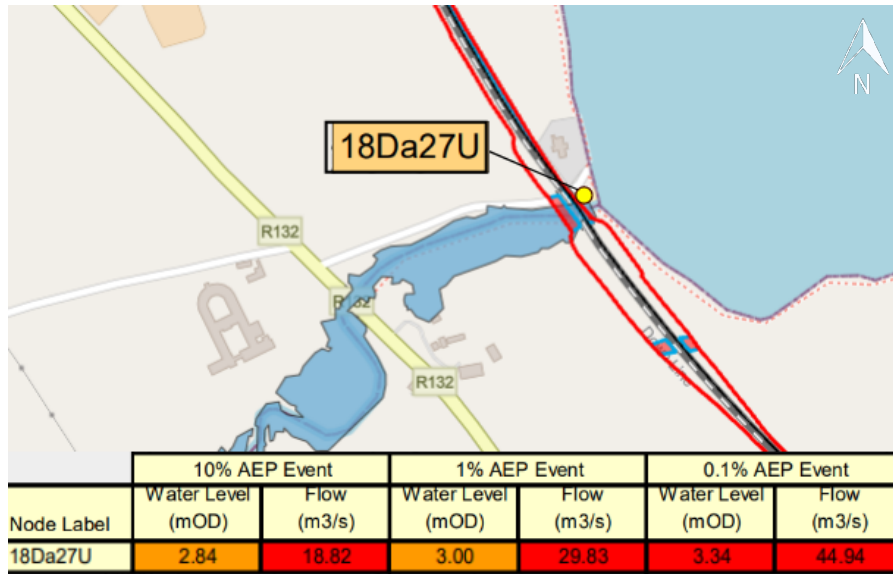 N
18Da27U
R132
R132
R132
10% AEP Event 1% AEP Event 0.1% AEP Event
Node Label Water Level (mOD) Flow (m3/s) Water Level (mOD) Flow (m3/s) Water Level (mOD) Flow (m3/s)
18Da27U 2.84 18.82 3.00 29.83 3.34 44.94